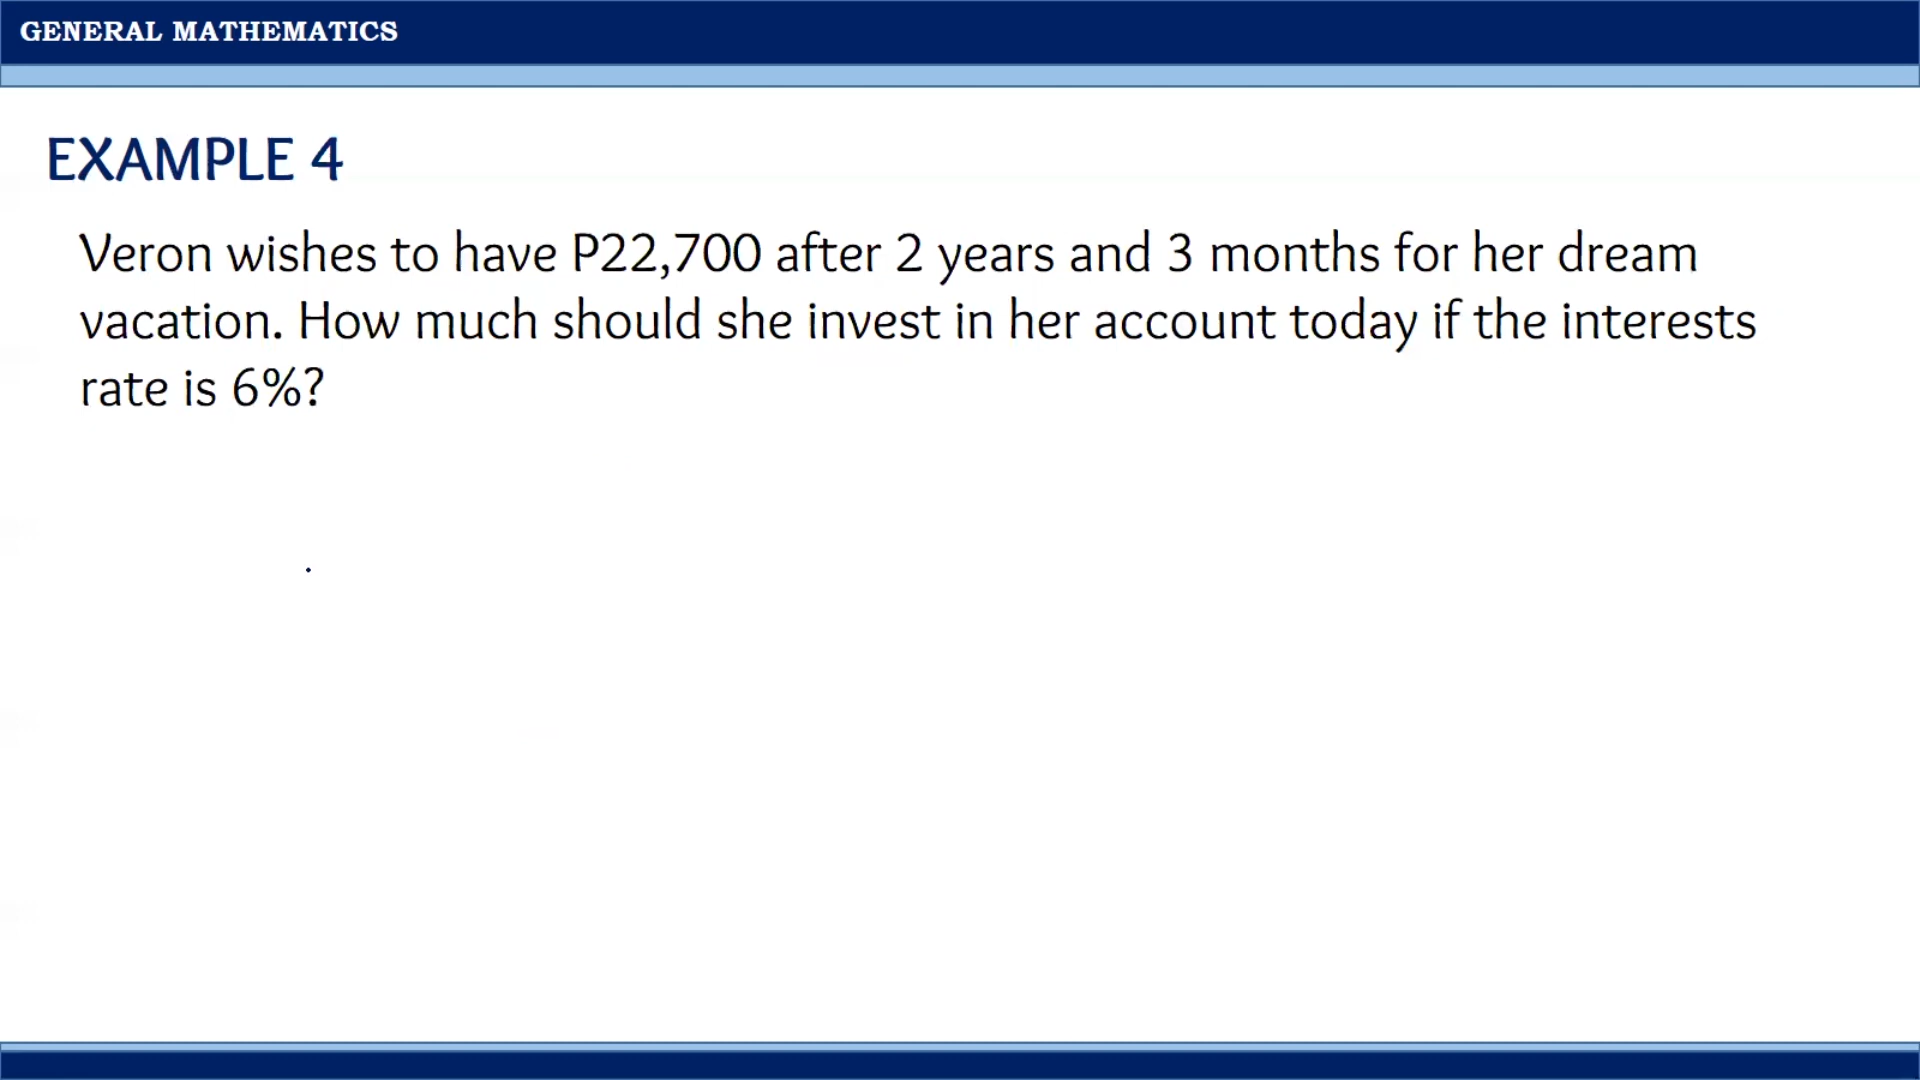 GENERAL MATHEMATICS
EXAMPLE 4
Veron wishes to have P22,700 after 2 years and 3 months for her dream
vacation. How much should she invest in her account today if the interests
rate is 6%?